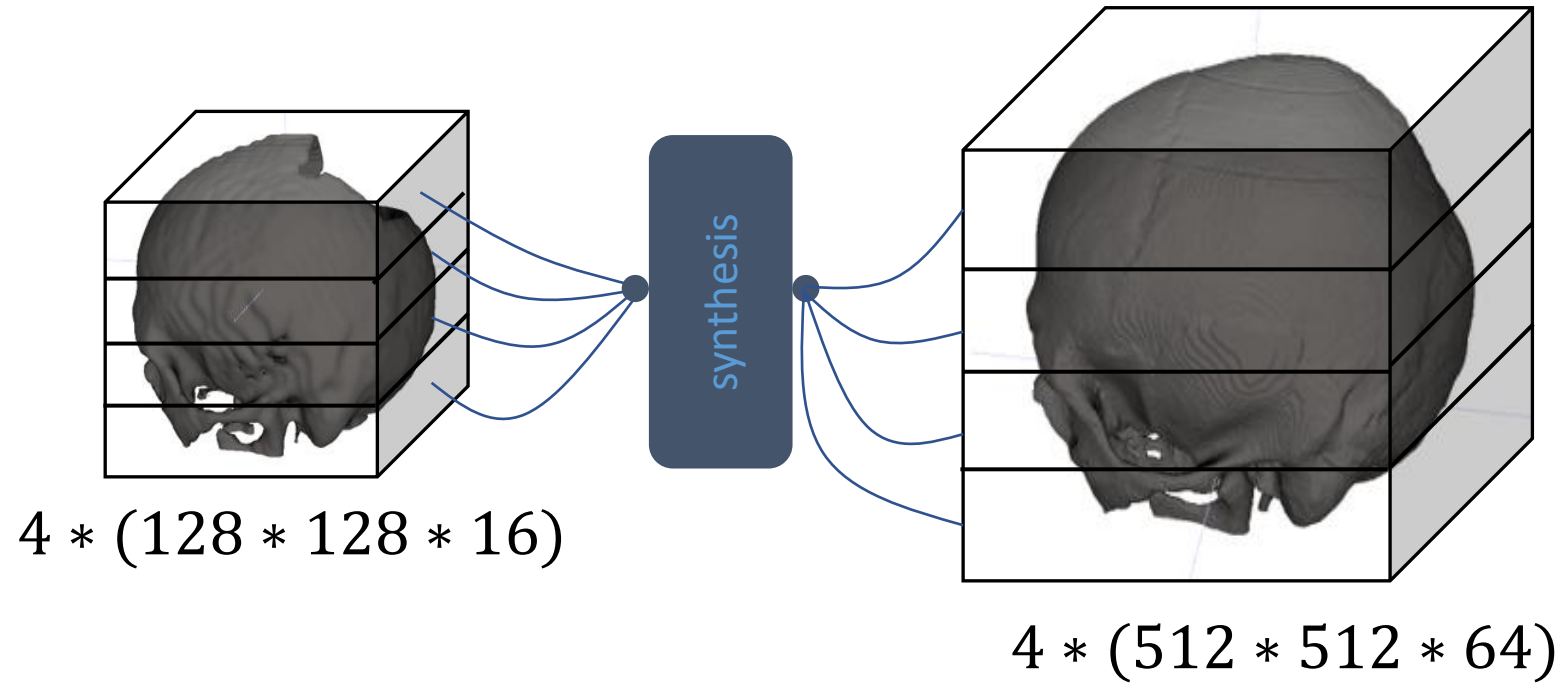 synthesis
4 ∗ (128 ∗ 128 ∗ 16)
4 ∗ (512 ∗ 512 ∗ 64)